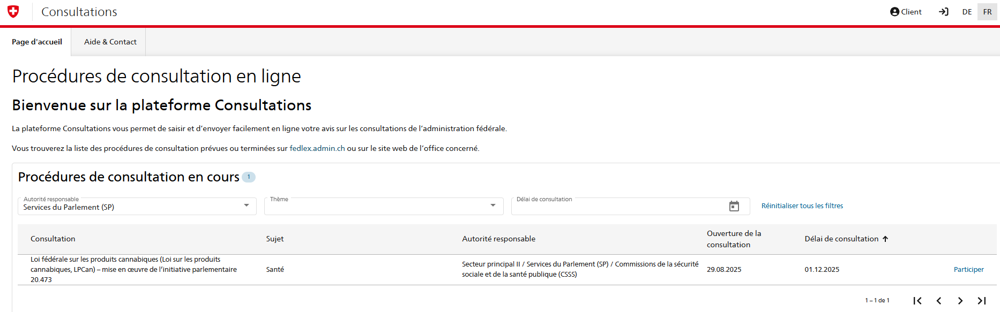 Consultations
Client
DE
FR
Page d'accueil
Aide & Contact
Procédures de consultation en ligne
Bienvenue sur la plateforme Consultations
La plateforme Consultations vous permet de saisir et d’envoyer facilement en ligne votre avis sur les consultations de l’administration fédérale.
Vous trouverez la liste des procédures de consultation prévues ou terminées sur fedlex.admin.ch ou sur le site web de l’office concerné.
Procédures de consultation en cours 1
Autorité responsable
Services du Parlement (SP)
Thème
Délai de consultation
Réinitialiser tous les filtres
Consultation
Sujet
Autorité responsable
Ouverture de la
consultation
Délai de consultation
Loi fédérale sur les produits cannabiques (Loi sur les produits
cannabiques, LPCan) – mise en œuvre de l’initiative parlementaire
20.473
Santé
Secteur principal II / Services du Parlement (SP) / Commissions de la sécurité
sociale et de la santé publique (CSSS)
29.08.2025
01.12.2025
Participer
1 – 1 de 1